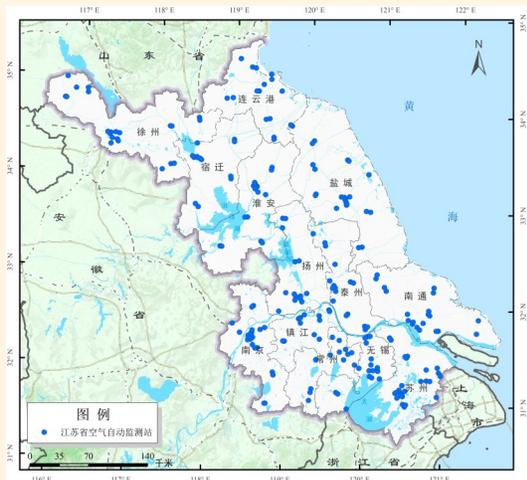 117° E 118° E 119° E 120° E 121° E 122° E
N
山 东 省
35° N
连云港
黄
徐州
34° N
宿迁
盐城
淮安
安
海
33° N
扬州
徽
泰州
南通
省
镇江
32° N
南京
常州
无锡
苏州
上
海
市
图 例
江苏省空气自动监测站
31° N
0 35 70 140
千米
浙 江 省